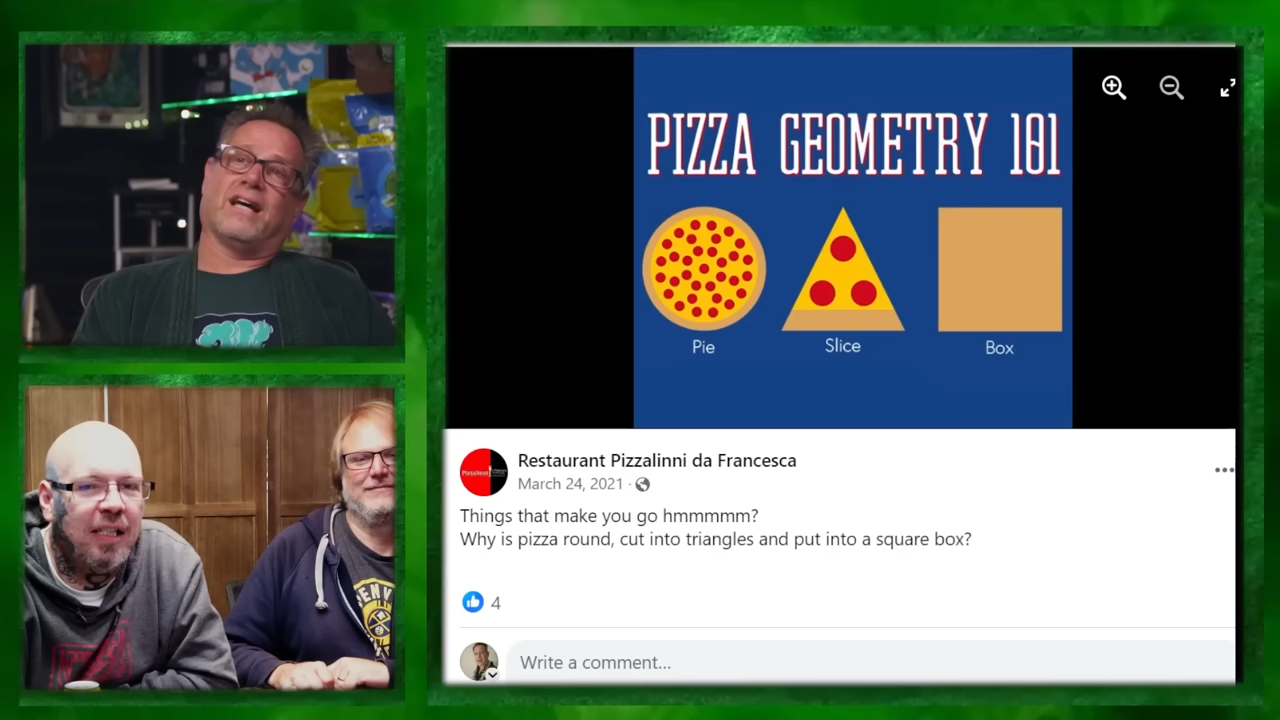 PIZZA GEOMETRY 101
Pie
Slice
Box
Restaurant Pizzalinni da Francesca
March 24, 2021 ·
Things that make you go hmmmmm?
Why is pizza round, cut into triangles and put into a square box?
4
Write a comment...